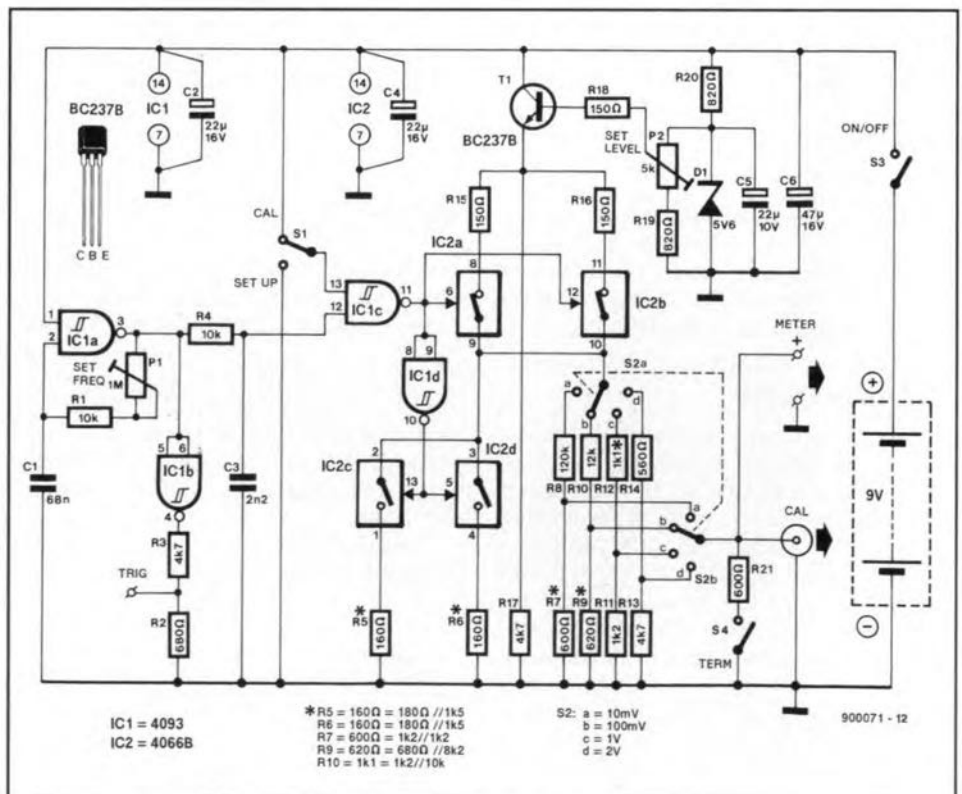 BC237B
C B E
14
IC1
7
C2
22µ
16V
14
IC2
7
C4
22µ
16V
T1
BC237B
R18
150Ω
R20
820Ω
SET
LEVEL
P2
5k
D1
5V6
R19
820Ω
C5
22µ
10V
C6
47µ
16V
ON/OFF
S3
CAL
S1
SET UP
R15
150Ω
R16
150Ω
IC2a
8
6
9
11
12
10
IC2b
13
12
IC1c
11
1
2
IC1a
3
R4
10k
SET
FREQ
P1
1M
R1
10k
C1
68n
5
6
IC1b
4
R3
4k7
TRIG
R2
680Ω
C3
2n2
8
9
IC1d
10
IC2c
2
13
1
IC2d
3
5
4
*
R5
160Ω
*
R6
160Ω
R17
4k7
S2a
a
b
c
d
120k
12k
1k1*
560Ω
R8
R10
R12
R14
a
b
c
d
S2b
*
R7
600Ω
*
R9
620Ω
R11
1k2
R13
4k7
METER
+
CAL
R21
600Ω
S4
TERM
+
9V
−
IC1 = 4093
IC2 = 4066B
*R5 = 160Ω = 180Ω //1k5
R6 = 160Ω = 180Ω //1k5
R7 = 600Ω = 1k2//1k2
R9 = 620Ω = 680Ω //8k2
R10 = 1k1 = 1k2//10k
S2: a = 10mV
b = 100mV
c = 1V
d = 2V
900071 - 12